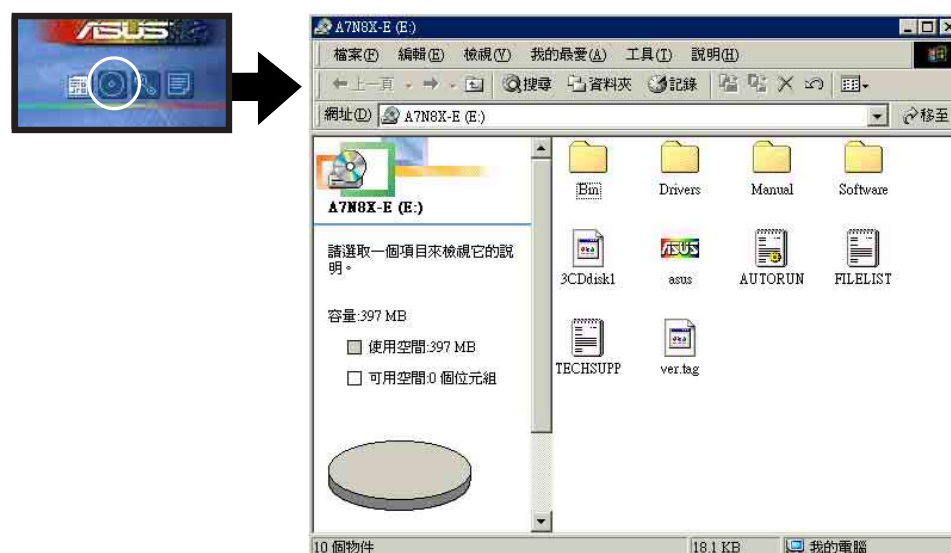 ASUS
A7N8X-E (E:)
檔案(F) 編輯(E) 檢視(V) 我的最愛(A) 工具(T) 說明(H)
上一頁 搜尋 資料夾 記錄
網址(D) A7N8X-E (E:) 移至
A7N8X-E (E:)
請選取一個項目來檢視它的說
明。
容量:397 MB
使用空間:397 MB
可用空間:0 個位元組
Bin Drivers Manual Software
3CDdisk1 asus AUTORUN FILELIST
TECHSUPP ver.tag
10 個物件 18.1 KB 我的電腦